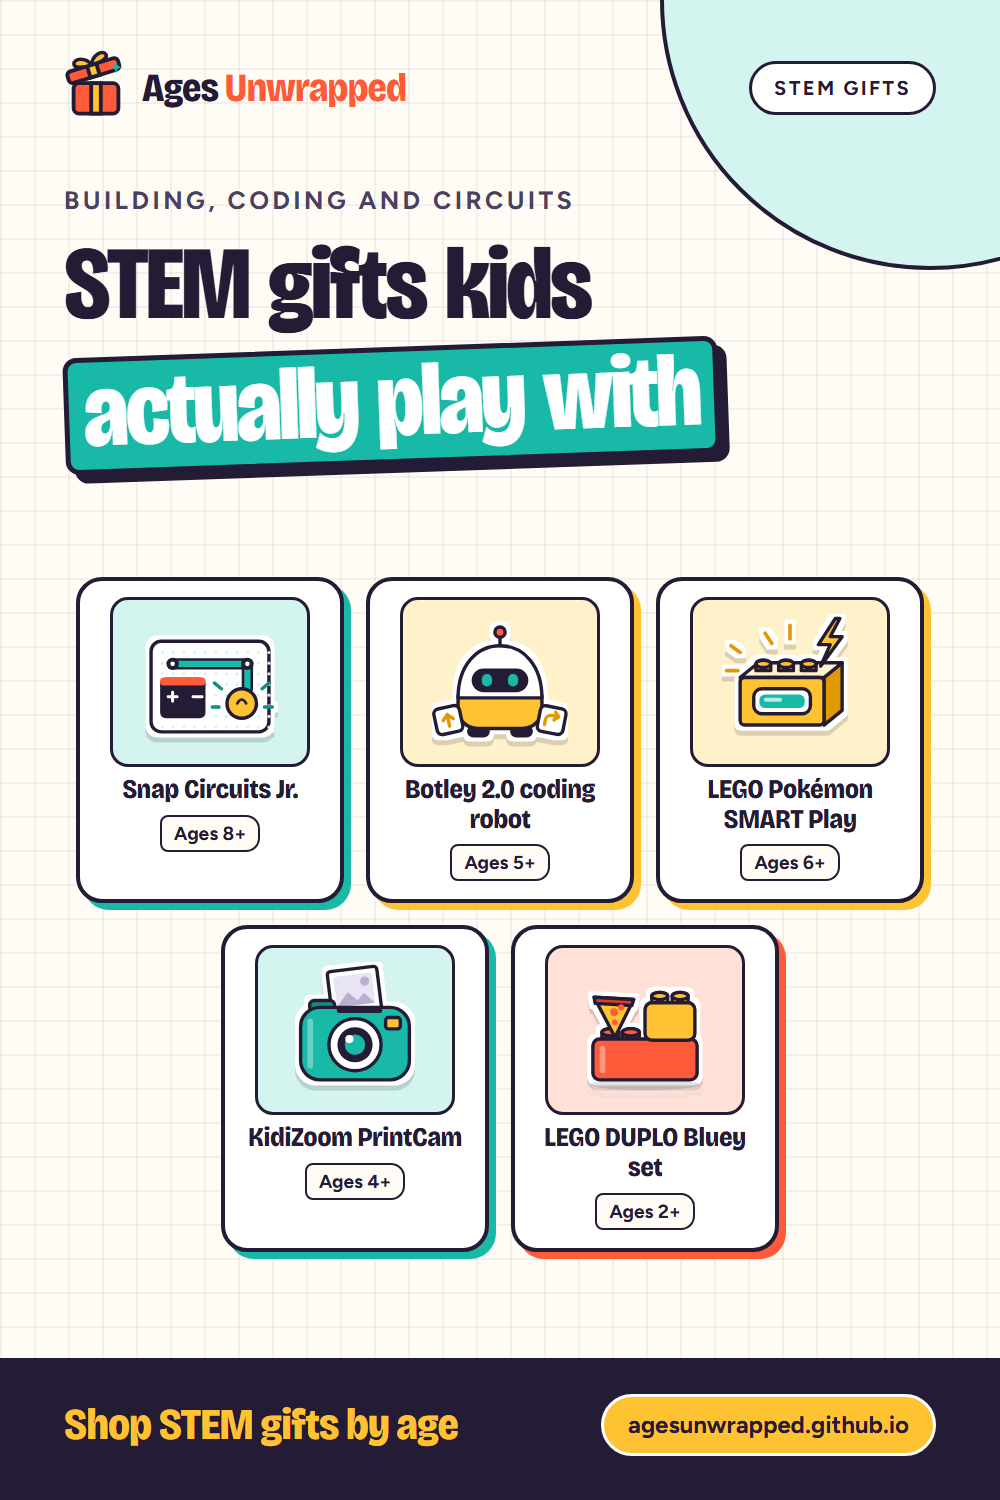 Ages Unwrapped
STEM GIFTS
BUILDING, CODING AND CIRCUITS
STEM gifts kids
actually play with
Snap Circuits Jr.
Ages 8+
Botley 2.0 coding
robot
Ages 5+
LEGO Pokémon
SMART Play
Ages 6+
KidiZoom PrintCam
Ages 4+
LEGO DUPLO Bluey
set
Ages 2+
Shop STEM gifts by age
agesunwrapped.github.io